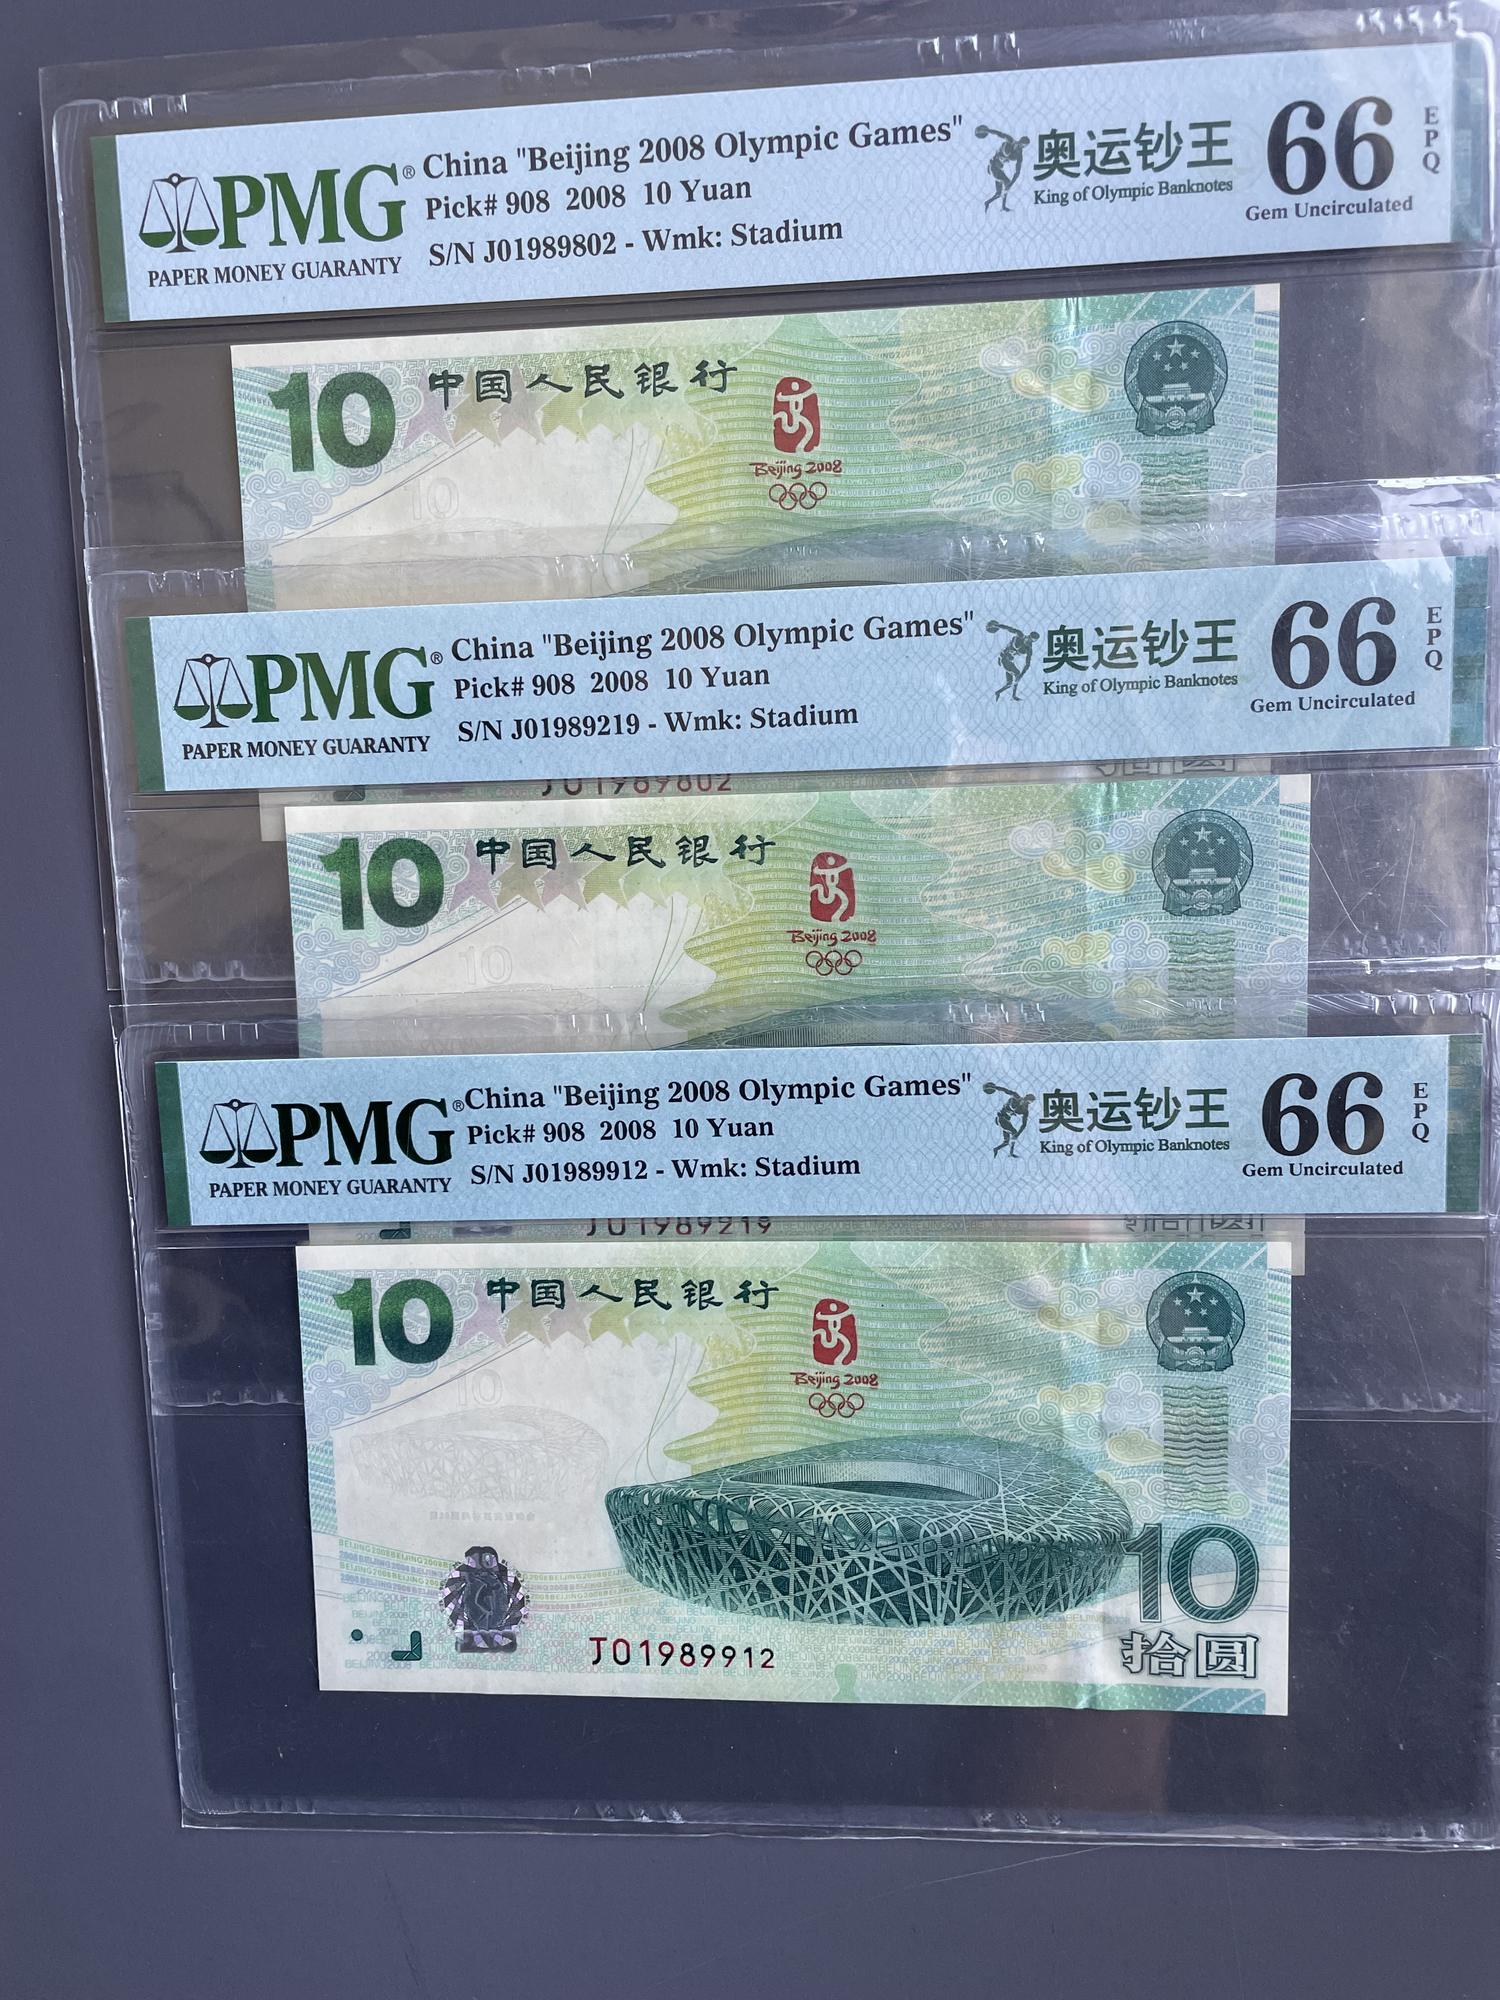 PMG®
PAPER MONEY GUARANTY
China "Beijing 2008 Olympic Games"
Pick# 908 2008 10 Yuan
S/N J01989802 - Wmk: Stadium
奥运钞王
King of Olympic Banknotes
66
EPQ
Gem Uncirculated
10
中国人民银行
Beijing 2008
10
PMG®
PAPER MONEY GUARANTY
China "Beijing 2008 Olympic Games"
Pick# 908 2008 10 Yuan
S/N J01989219 - Wmk: Stadium
奥运钞王
King of Olympic Banknotes
66
EPQ
Gem Uncirculated
J01989802
10
中国人民银行
Beijing 2008
10
PMG®
PAPER MONEY GUARANTY
China "Beijing 2008 Olympic Games"
Pick# 908 2008 10 Yuan
S/N J01989912 - Wmk: Stadium
奥运钞王
King of Olympic Banknotes
66
EPQ
Gem Uncirculated
J01989219
拾圆
10
中国人民银行
Beijing 2008
10
10
J01989912
拾圆